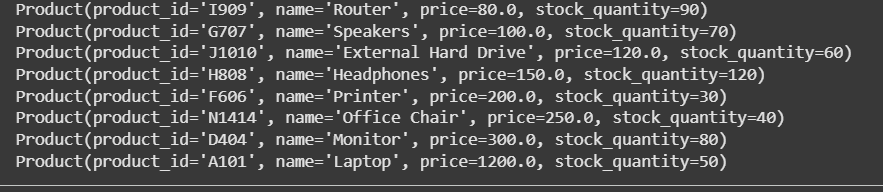 Product(product_id='I909', name='Router', price=80.0, stock_quantity=90)
Product(product_id='G707', name='Speakers', price=100.0, stock_quantity=70)
Product(product_id='J1010', name='External Hard Drive', price=120.0, stock_quantity=60)
Product(product_id='H808', name='Headphones', price=150.0, stock_quantity=120)
Product(product_id='F606', name='Printer', price=200.0, stock_quantity=30)
Product(product_id='N1414', name='Office Chair', price=250.0, stock_quantity=40)
Product(product_id='D404', name='Monitor', price=300.0, stock_quantity=80)
Product(product_id='A101', name='Laptop', price=1200.0, stock_quantity=50)